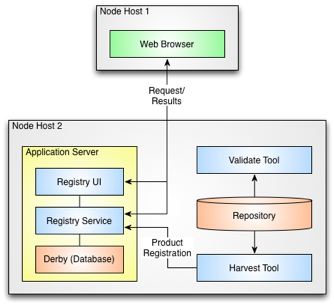 Node Host 1
Web Browser
Request/
Results
Node Host 2
Application Server
Registry UI
Validate Tool
Registry Service
Repository
Product
Registration
Derby (Database)
Harvest Tool